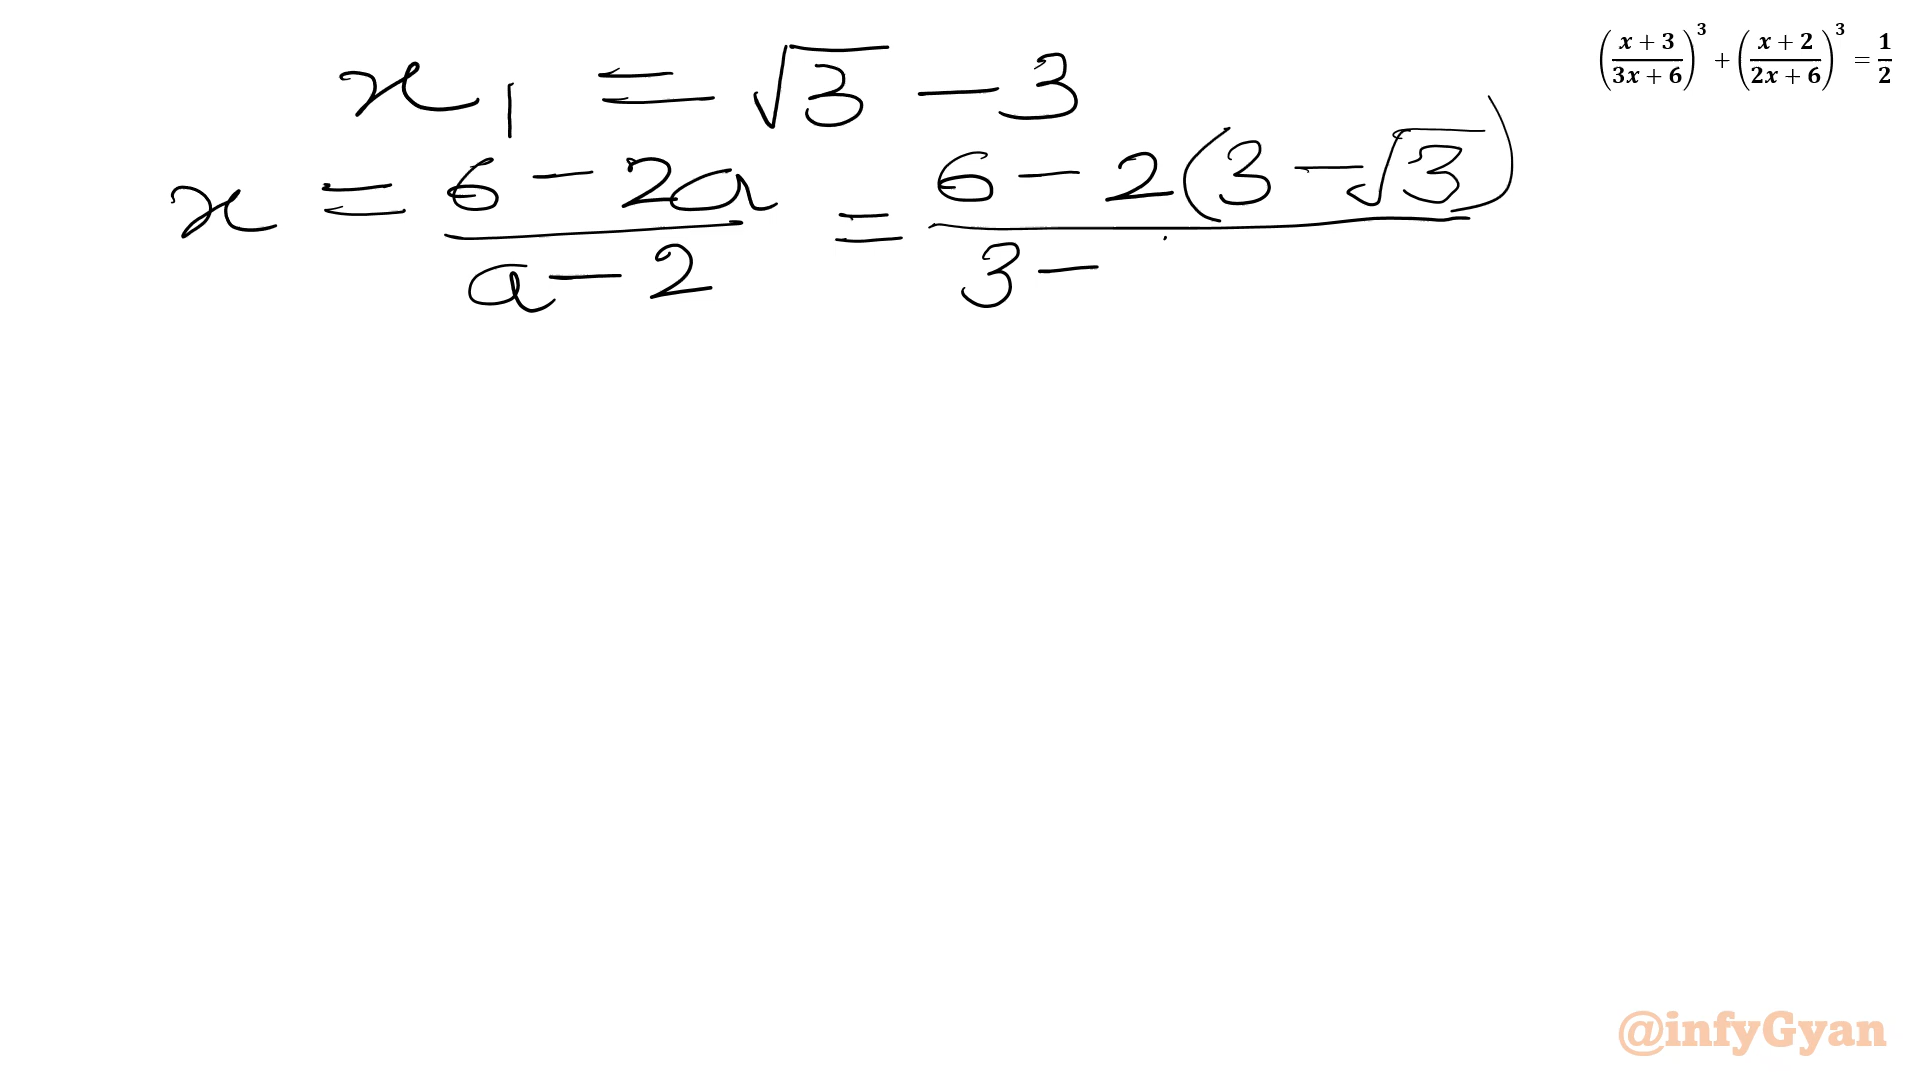 x₁ = √3 − 3
((x + 3)/(3x + 6))³ + ((x + 2)/(2x + 6))³ = 1/2
x = (6 − 2a)/(a − 2) = (6 − 2(3 − √3))/(3 −
@infyGyan